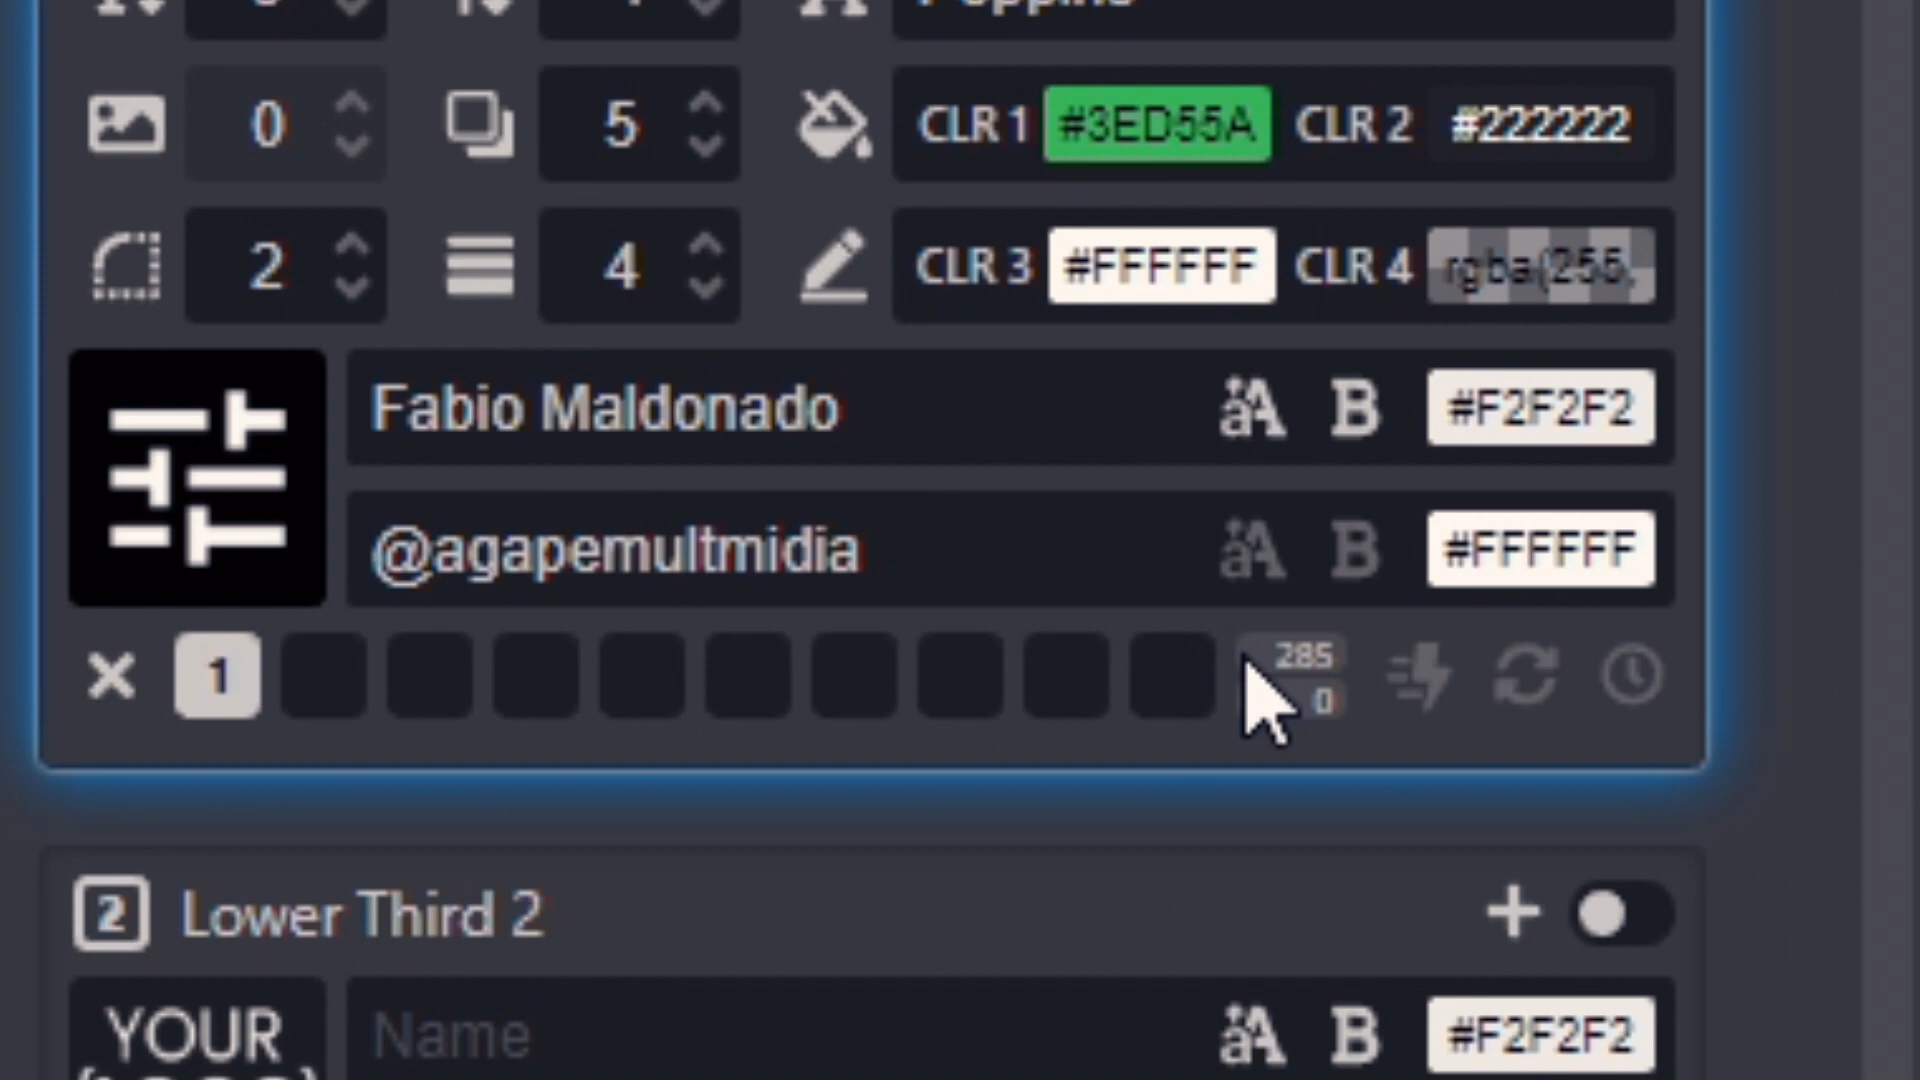 Poppins
0 5 CLR 1 #3ED55A CLR 2 #222222
2 4 CLR 3 #FFFFFF CLR 4 rgba(255,
Fabio Maldonado B #F2F2F2
@agapemultmidia B #FFFFFF
1 285
0
2 Lower Third 2
YOUR Name B #F2F2F2